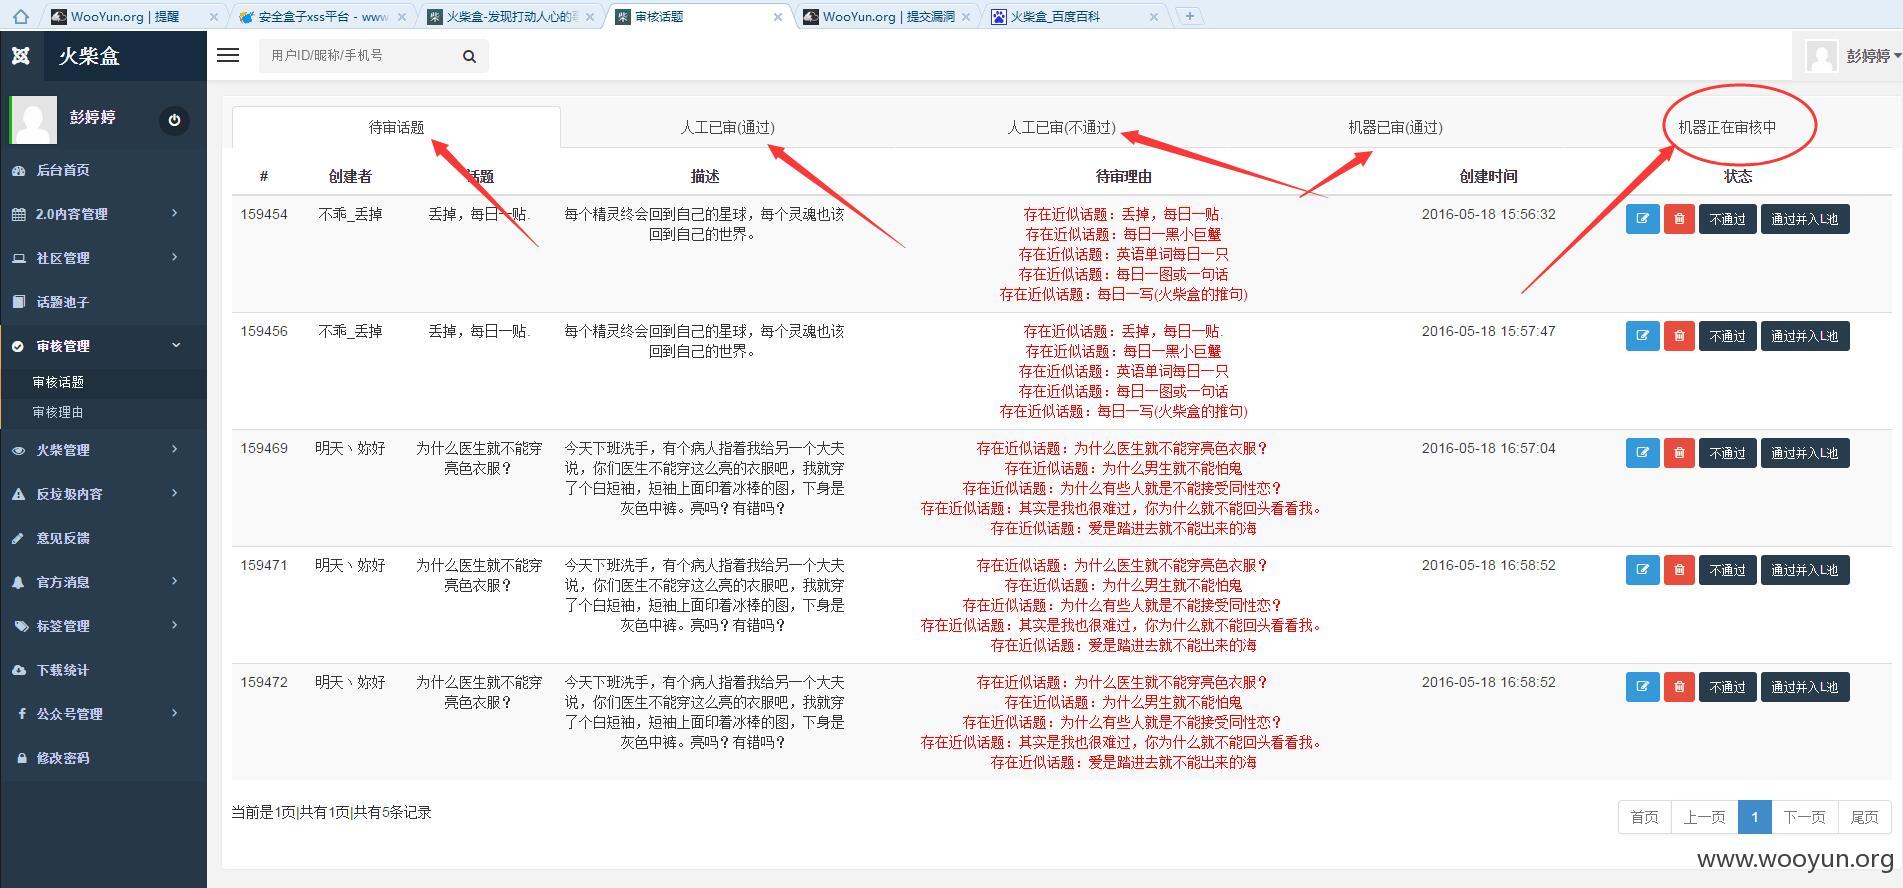 WooYun.org | 提醒
安全盒子xss平台 - www
火柴盒-发现打动人心的
审核话题
WooYun.org | 提交漏洞
火柴盒_百度百科
火柴盒
用户ID/昵称/手机号
彭婷婷
彭婷婷
后台首页
2.0内容管理
社区管理
话题池子
审核管理
审核话题
审核理由
火柴管理
反垃圾内容
意见反馈
官方消息
标签管理
下载统计
公众号管理
修改密码
待审话题 人工已审(通过) 人工已审(不通过) 机器已审(通过) 机器正在审核中
# 创建者 话题 描述 待审理由 创建时间 状态
159454 不乖_丢掉 丢掉，每日一贴. 每个精灵终会回到自己的星球，每个灵魂也该 存在近似话题：丢掉，每日一贴. 2016-05-18 15:56:32 不通过 通过并入L池
回到自己的世界。 存在近似话题：每日一黑小巨蟹
存在近似话题：英语单词每日一只
存在近似话题：每日一图或一句话
存在近似话题：每日一写(火柴盒的推句)
159456 不乖_丢掉 丢掉，每日一贴. 每个精灵终会回到自己的星球，每个灵魂也该 存在近似话题：丢掉，每日一贴. 2016-05-18 15:57:47 不通过 通过并入L池
回到自己的世界。 存在近似话题：每日一黑小巨蟹
存在近似话题：英语单词每日一只
存在近似话题：每日一图或一句话
存在近似话题：每日一写(火柴盒的推句)
159469 明天丶妳好 为什么医生就不能穿 今天下班洗手，有个病人指着我给另一个大夫 存在近似话题：为什么医生就不能穿亮色衣服？ 2016-05-18 16:57:04 不通过 通过并入L池
亮色衣服？ 说，你们医生不能穿这么亮的衣服吧，我就穿 存在近似话题：为什么男生就不能怕鬼
了个白短袖，短袖上面印着冰棒的图，下身是 存在近似话题：为什么有些人就是不能接受同性恋？
灰色中裤。亮吗？有错吗？ 存在近似话题：其实是我也很难过，你为什么就不能回头看看我。
存在近似话题：爱是踏进去就不能出来的海
159471 明天丶妳好 为什么医生就不能穿 今天下班洗手，有个病人指着我给另一个大夫 存在近似话题：为什么医生就不能穿亮色衣服？ 2016-05-18 16:58:52 不通过 通过并入L池
亮色衣服？ 说，你们医生不能穿这么亮的衣服吧，我就穿 存在近似话题：为什么男生就不能怕鬼
了个白短袖，短袖上面印着冰棒的图，下身是 存在近似话题：为什么有些人就是不能接受同性恋？
灰色中裤。亮吗？有错吗？ 存在近似话题：其实是我也很难过，你为什么就不能回头看看我。
存在近似话题：爱是踏进去就不能出来的海
159472 明天丶妳好 为什么医生就不能穿 今天下班洗手，有个病人指着我给另一个大夫 存在近似话题：为什么医生就不能穿亮色衣服？ 2016-05-18 16:58:52 不通过 通过并入L池
亮色衣服？ 说，你们医生不能穿这么亮的衣服吧，我就穿 存在近似话题：为什么男生就不能怕鬼
了个白短袖，短袖上面印着冰棒的图，下身是 存在近似话题：为什么有些人就是不能接受同性恋？
灰色中裤。亮吗？有错吗？ 存在近似话题：其实是我也很难过，你为什么就不能回头看看我。
存在近似话题：爱是踏进去就不能出来的海
当前是1页|共有1页|共有5条记录
首页 上一页 1 下一页 尾页
www.wooyun.org